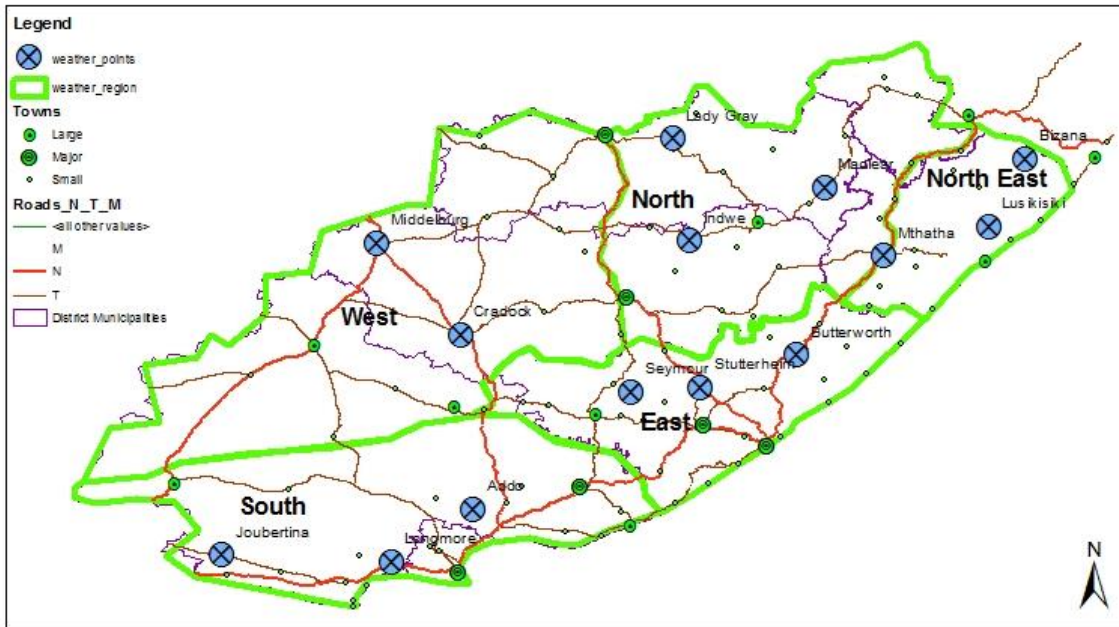 Legend
weather_points
weather_region
Towns
Large
Major
Small
Roads_N_T_M
<all other values>
M
N
T
District Municipalities
Lady Gray
Bizana
Maclear
North East
North
Lusikisiki
Middelburg
Indwe
Mthatha
West
Cradock
Butterworth
Seymour
Stutterheim
East
Addo
South
Joubertina
Longmore
N